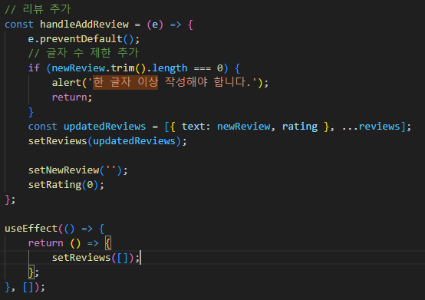 // 리뷰 추가
const handleAddReview = (e) => {
    e.preventDefault();
    // 글자 수 제한 추가
    if (newReview.trim().length === 0) {
        alert('한 글자 이상 작성해야 합니다.');
        return;
    }
    const updatedReviews = [{ text: newReview, rating }, ...reviews];
    setReviews(updatedReviews);

    setNewReview('');
    setRating(0);
};

useEffect(() => {
    return () => {
        setReviews([]);
    };
}, []);